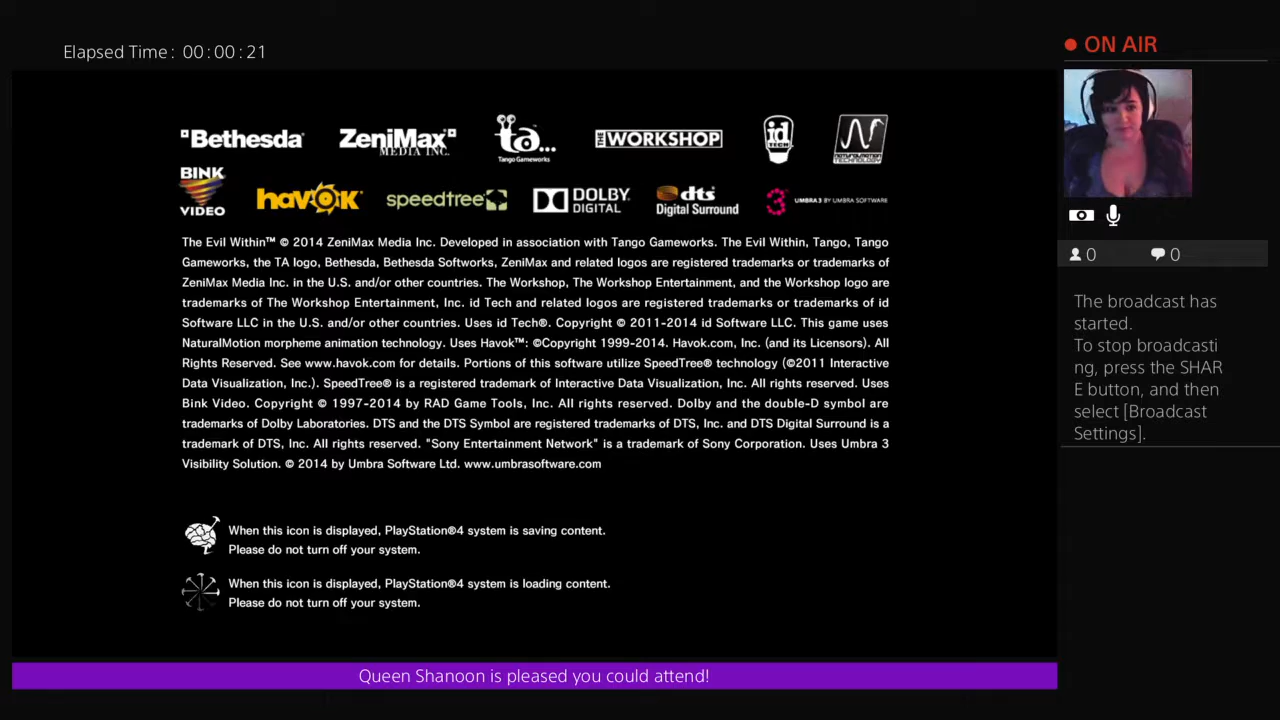 Elapsed Time : 00:00:21
ON AIR
Bethesda
ZeniMax MEDIA INC.
ta... Tango Gameworks
THE WORKSHOP
id TECH
NATURALMOTION TECHNOLOGY
BINK VIDEO
havok
speedtree
DOLBY DIGITAL
dts Digital Surround
3 UMBRA 3 BY UMBRA SOFTWARE
0
0
The Evil Within™ © 2014 ZeniMax Media Inc. Developed in association with Tango Gameworks. The Evil Within, Tango, Tango
Gameworks, the TA logo, Bethesda, Bethesda Softworks, ZeniMax and related logos are registered trademarks or trademarks of
ZeniMax Media Inc. in the U.S. and/or other countries. The Workshop, The Workshop Entertainment, and the Workshop logo are
trademarks of The Workshop Entertainment, Inc. id Tech and related logos are registered trademarks or trademarks of id
Software LLC in the U.S. and/or other countries. Uses id Tech®. Copyright © 2011-2014 id Software LLC. This game uses
NaturalMotion morpheme animation technology. Uses Havok™: ©Copyright 1999-2014. Havok.com, Inc. (and its Licensors). All
Rights Reserved. See www.havok.com for details. Portions of this software utilize SpeedTree® technology (©2011 Interactive
Data Visualization, Inc.). SpeedTree® is a registered trademark of Interactive Data Visualization, Inc. All rights reserved. Uses
Bink Video. Copyright © 1997-2014 by RAD Game Tools, Inc. All rights reserved. Dolby and the double-D symbol are
trademarks of Dolby Laboratories. DTS and the DTS Symbol are registered trademarks of DTS, Inc. and DTS Digital Surround is a
trademark of DTS, Inc. All rights reserved. "Sony Entertainment Network" is a trademark of Sony Corporation. Uses Umbra 3
Visibility Solution. © 2014 by Umbra Software Ltd. www.umbrasoftware.com
The broadcast has
started.
To stop broadcasti
ng, press the SHAR
E button, and then
select [Broadcast
Settings].
When this icon is displayed, PlayStation®4 system is saving content.
Please do not turn off your system.
When this icon is displayed, PlayStation®4 system is loading content.
Please do not turn off your system.
Queen Shanoon is pleased you could attend!